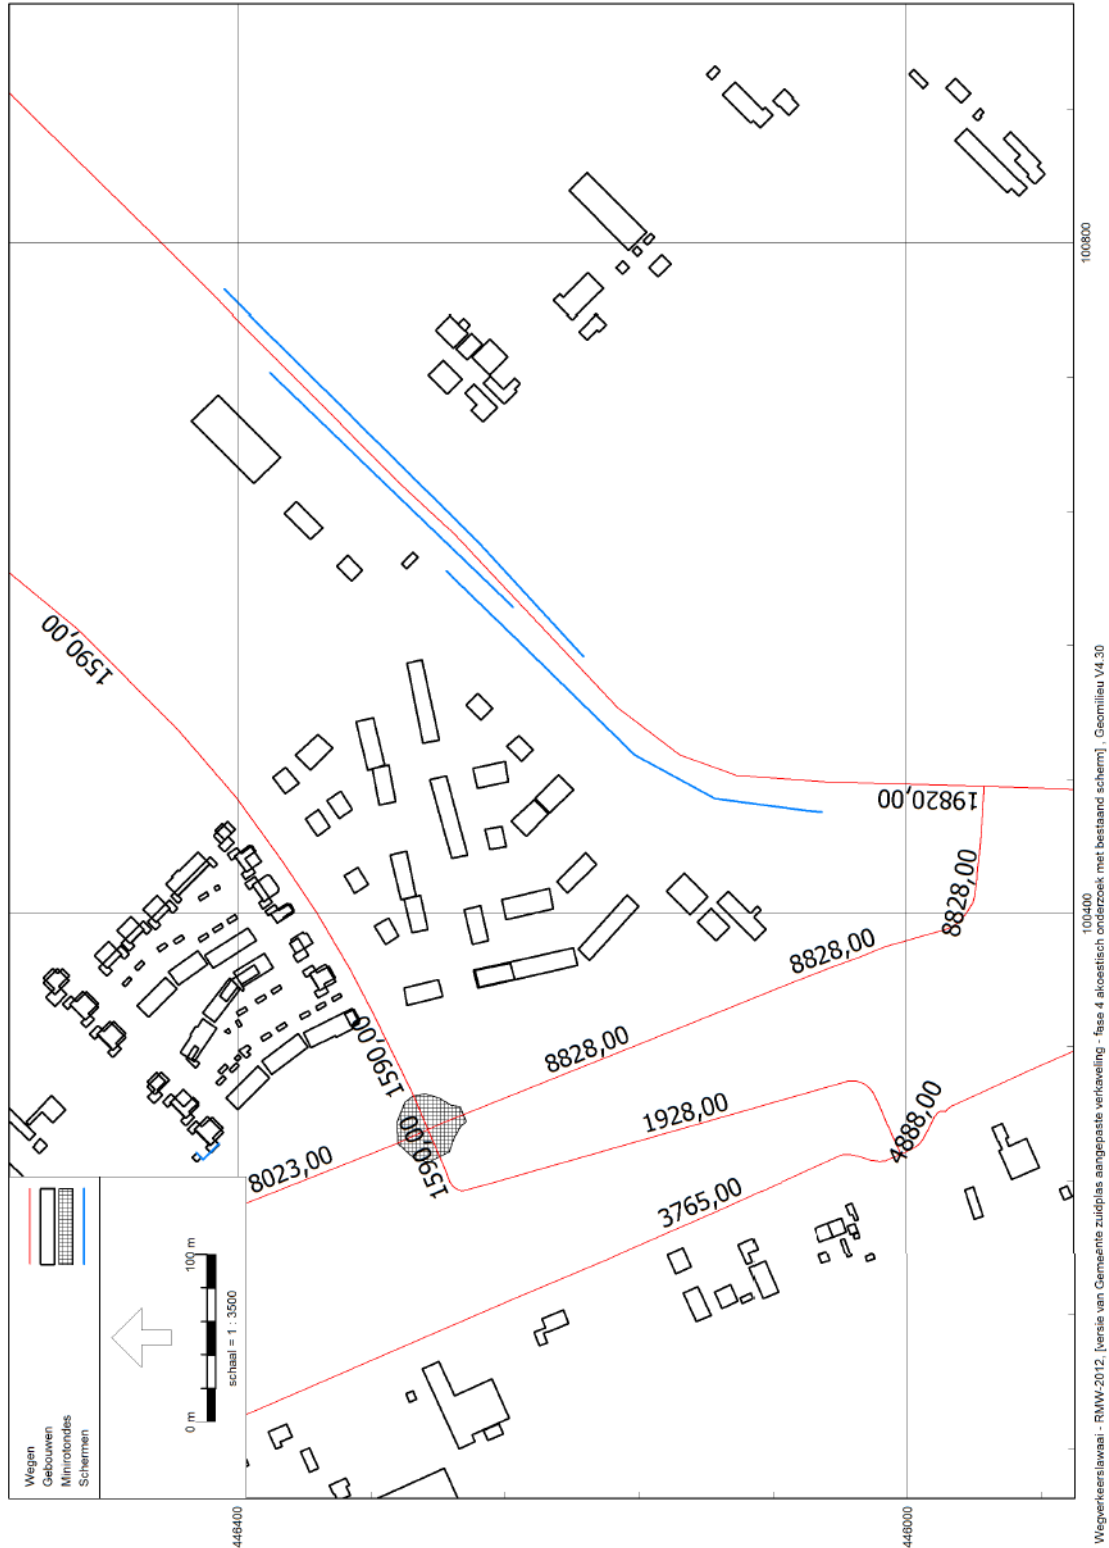 Wegen
Gebouwen
Minirotondes
Schermen
0 m
100 m
schaal = 1 : 3500
1590,00
1590,00
1590,00
8023,00
8828,00
8828,00
8828,00
19820,00
1928,00
3765,00
4888,00
446400
446000
100400
100800
Wegverkeerslawaai - RMW-2012, [versie van Gemeente zuidplas aangepaste verkaveling - fase 4 akoestisch onderzoek met bestaand scherm] , Geomilieu V4.30